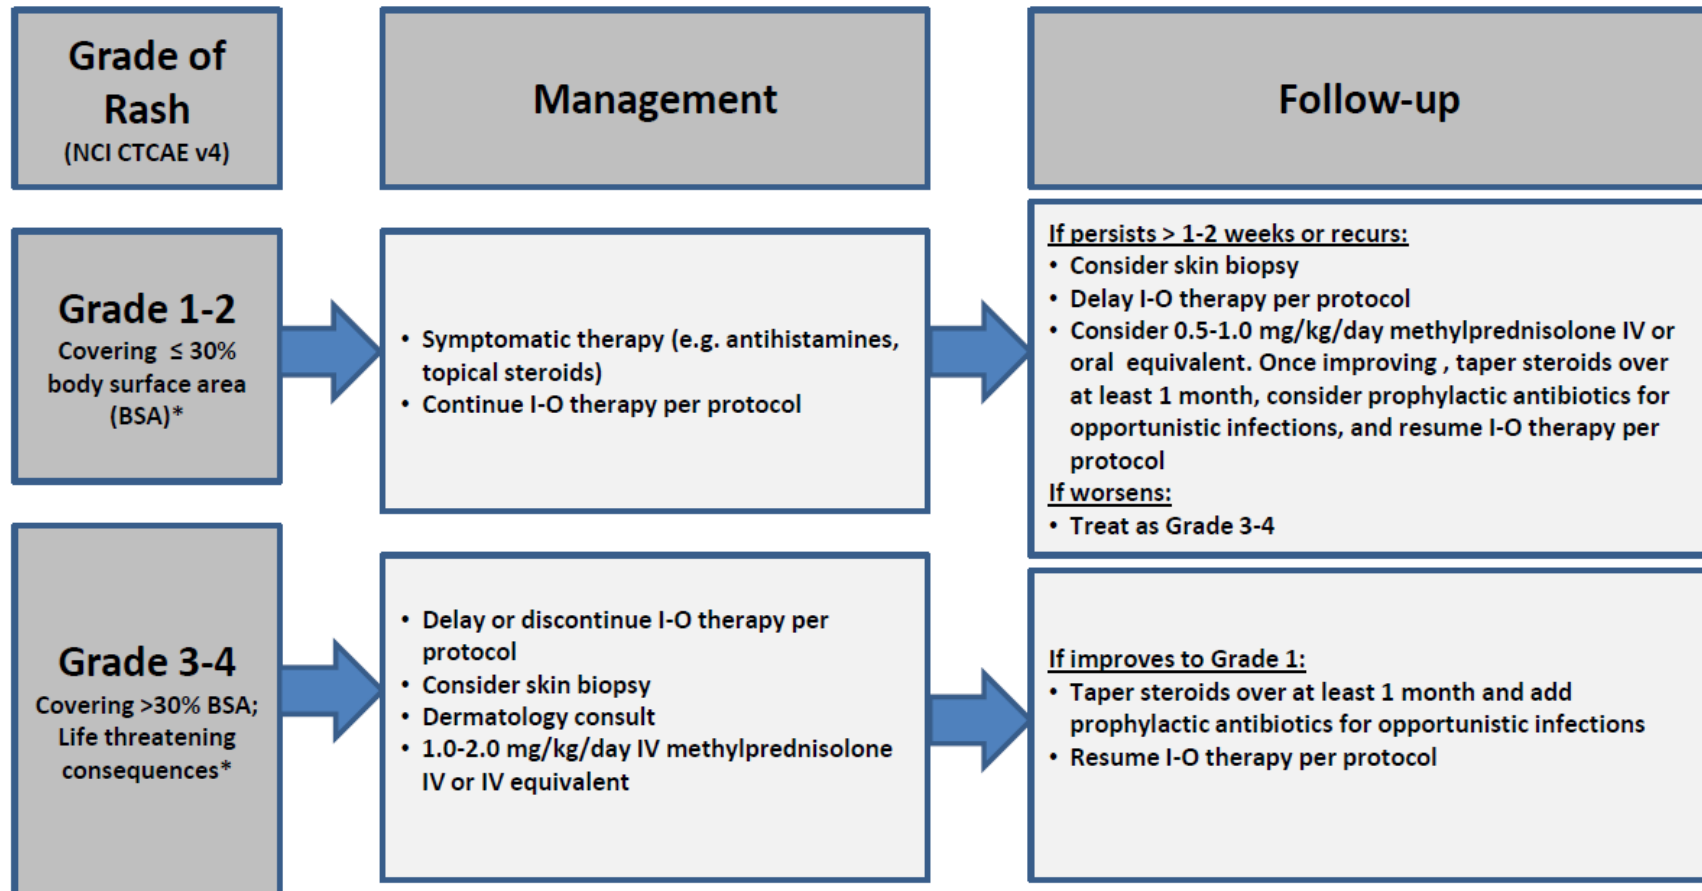 Grade of
Rash
(NCI CTCAE v4)
Management
Follow-up
Grade 1-2
Covering ≤ 30%
body surface area
(BSA)*
• Symptomatic therapy (e.g. antihistamines,
topical steroids)
• Continue I-O therapy per protocol
If persists > 1-2 weeks or recurs:
• Consider skin biopsy
• Delay I-O therapy per protocol
• Consider 0.5-1.0 mg/kg/day methylprednisolone IV or
oral equivalent. Once improving , taper steroids over
at least 1 month, consider prophylactic antibiotics for
opportunistic infections, and resume I-O therapy per
protocol
If worsens:
• Treat as Grade 3-4
Grade 3-4
Covering >30% BSA;
Life threatening
consequences*
• Delay or discontinue I-O therapy per
protocol
• Consider skin biopsy
• Dermatology consult
• 1.0-2.0 mg/kg/day IV methylprednisolone
IV or IV equivalent
If improves to Grade 1:
• Taper steroids over at least 1 month and add
prophylactic antibiotics for opportunistic infections
• Resume I-O therapy per protocol